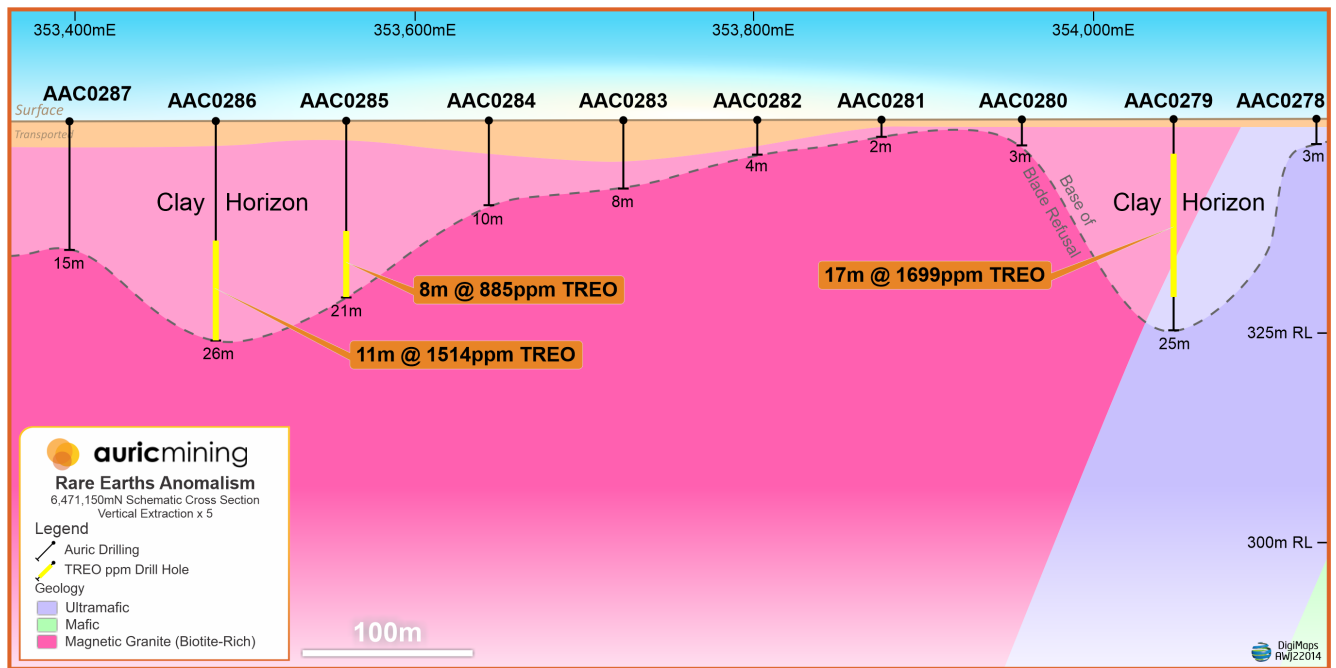 353,400mE
353,600mE
353,800mE
354,000mE
AAC0287
AAC0286
AAC0285
AAC0284
AAC0283
AAC0282
AAC0281
AAC0280
AAC0279
AAC0278
Surface
Transported
2m
3m
3m
4m
Base of
Blade Refusal
Clay Horizon
Clay Horizon
8m
10m
15m
17m @ 1699ppm TREO
8m @ 885ppm TREO
21m
325m RL
25m
26m
11m @ 1514ppm TREO
auricmining
Rare Earths Anomalism
6,471,150mN Schematic Cross Section
Vertical Extraction x 5
Legend
Auric Drilling
TREO ppm Drill Hole
Geology
Ultramafic
Mafic
Magnetic Granite (Biotite-Rich)
300m RL
100m
DigiMaps
AWJ22014